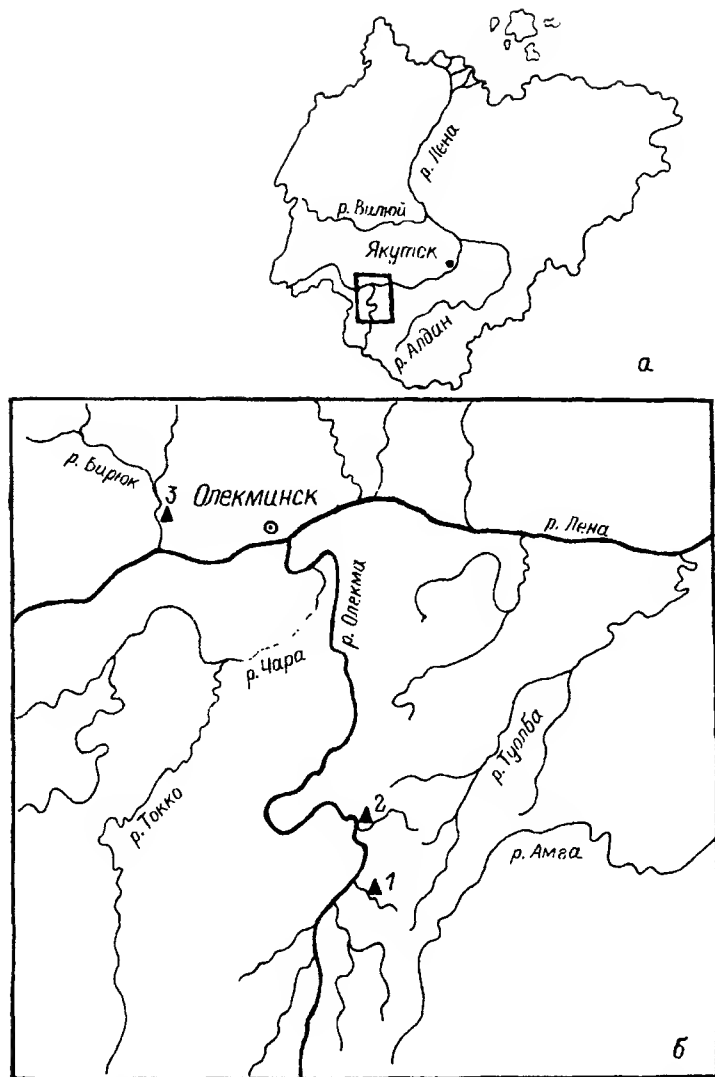 р. Лена
р. Вилюй
Якутск
р. Алдан
а
р. Бирюк
3
Олекминск
р. Лена
р. Олекма
р. Чара
р. Туолба
2
р. Токко
р. Амга
1
б